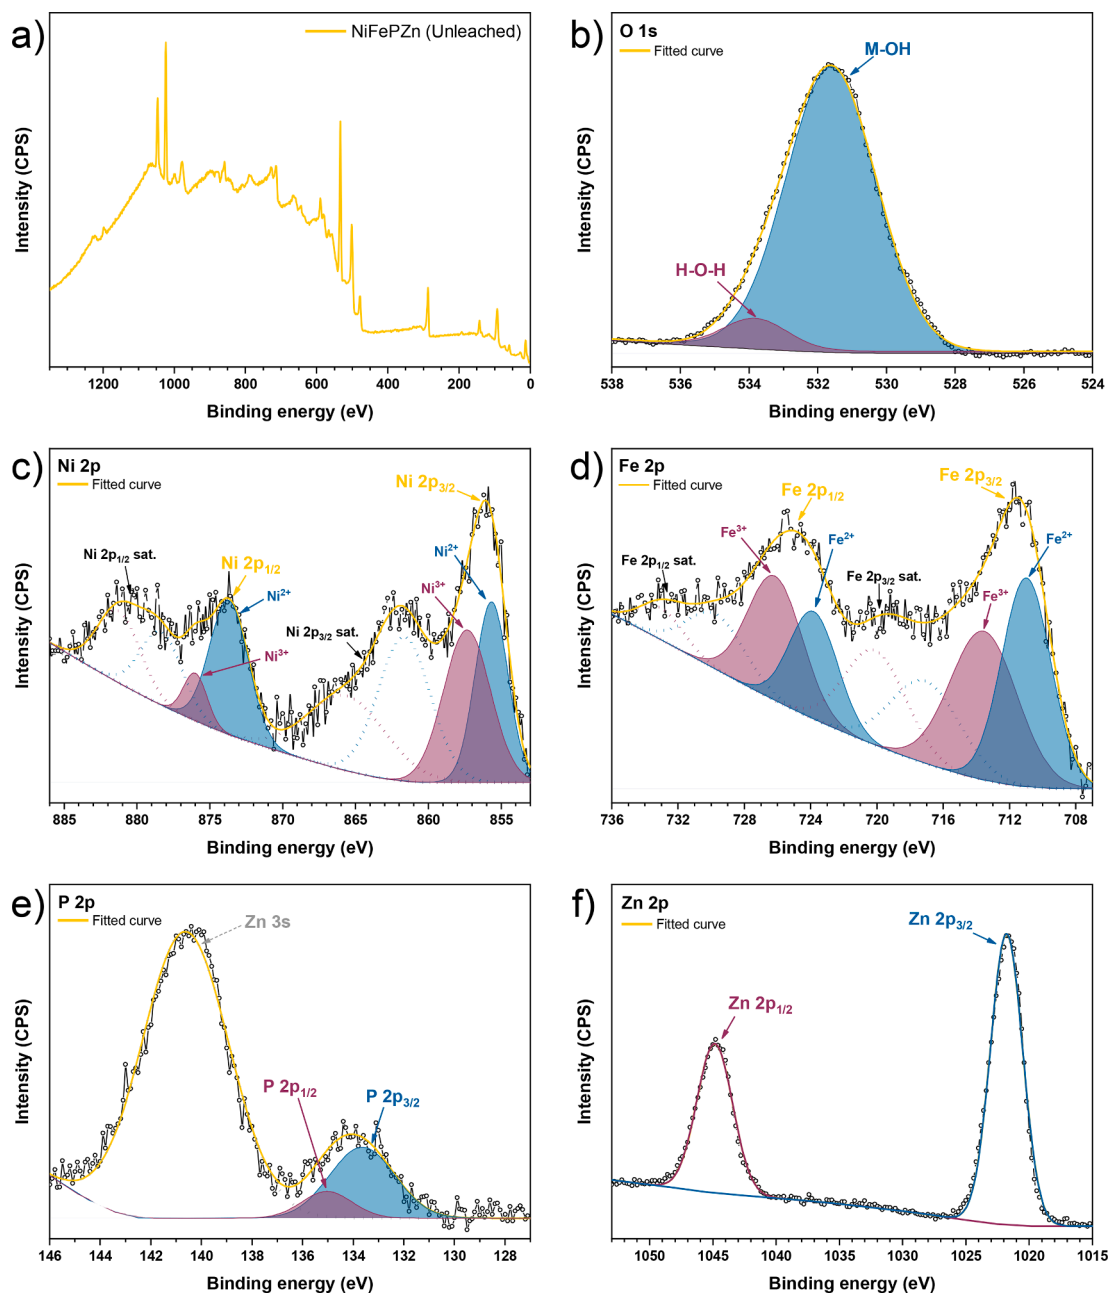 a)
NiFePZn (Unleached)
Intensity (CPS)
1200 1000 800 600 400 200 0
Binding energy (eV)
b)
O 1s
Fitted curve
M-OH
H-O-H
Intensity (CPS)
538 536 534 532 530 528 526 524
Binding energy (eV)
c)
Ni 2p
Fitted curve
Ni 2p3/2
Ni2+
Ni 2p1/2 sat.
Ni 2p1/2
Ni2+
Ni3+
Ni 2p3/2 sat.
Ni3+
Intensity (CPS)
885 880 875 870 865 860 855
Binding energy (eV)
d)
Fe 2p
Fitted curve
Fe 2p3/2
Fe 2p1/2
Fe3+
Fe2+
Fe2+
Fe 2p1/2 sat.
Fe 2p3/2 sat.
Fe3+
Intensity (CPS)
736 732 728 724 720 716 712 708
Binding energy (eV)
e)
P 2p
Fitted curve
Zn 3s
P 2p1/2
P 2p3/2
Intensity (CPS)
146 144 142 140 138 136 134 132 130 128
Binding energy (eV)
f)
Zn 2p
Fitted curve
Zn 2p3/2
Zn 2p1/2
Intensity (CPS)
1050 1045 1040 1035 1030 1025 1020 1015
Binding energy (eV)